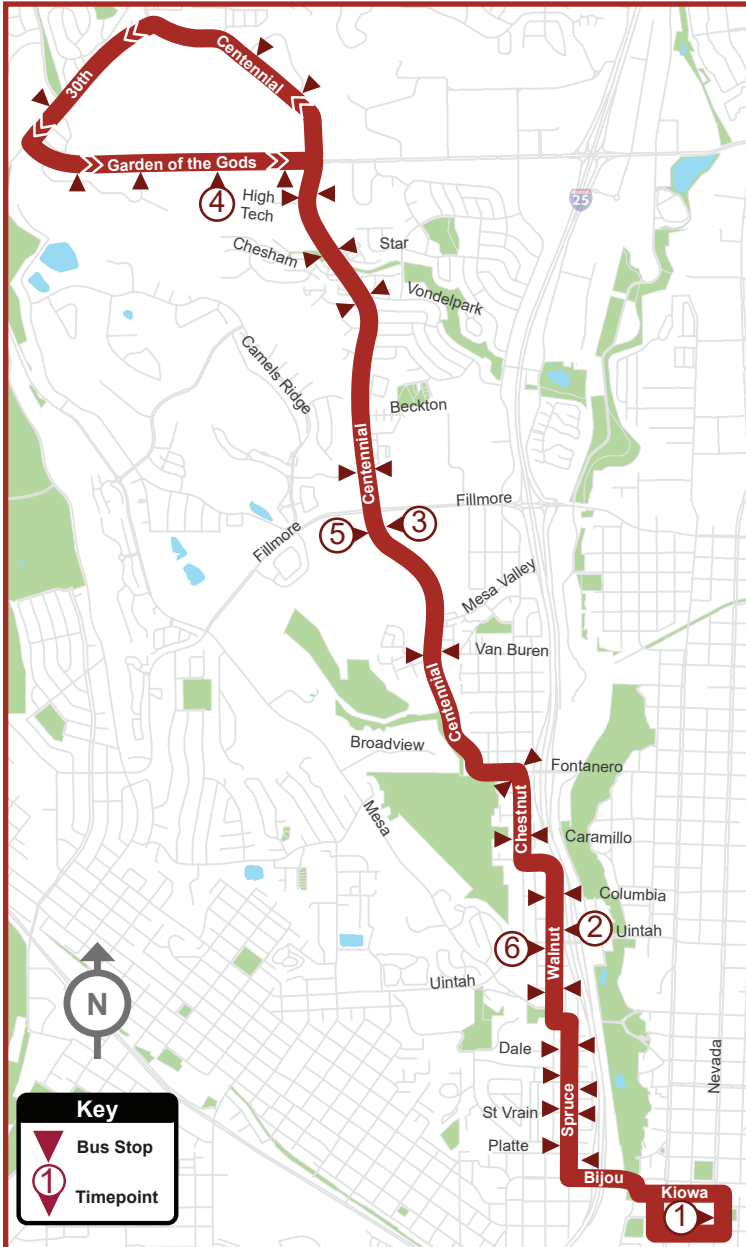 Centennial
30th
Garden of the Gods
4
High
Tech
25
Chesham
Star
Vondelpark
Camels Ridge
Beckton
Centennial
Fillmore
3
5
Fillmore
Mesa Valley
Van Buren
Centennial
Broadview
Fontanero
Mesa
Chestnut
Caramillo
Columbia
2
Uintah
6
Walnut
Uintah
N
Dale
Nevada
St Vrain
Spruce
Platte
Bijou
Kiowa
1
Key
Bus Stop
1
Timepoint